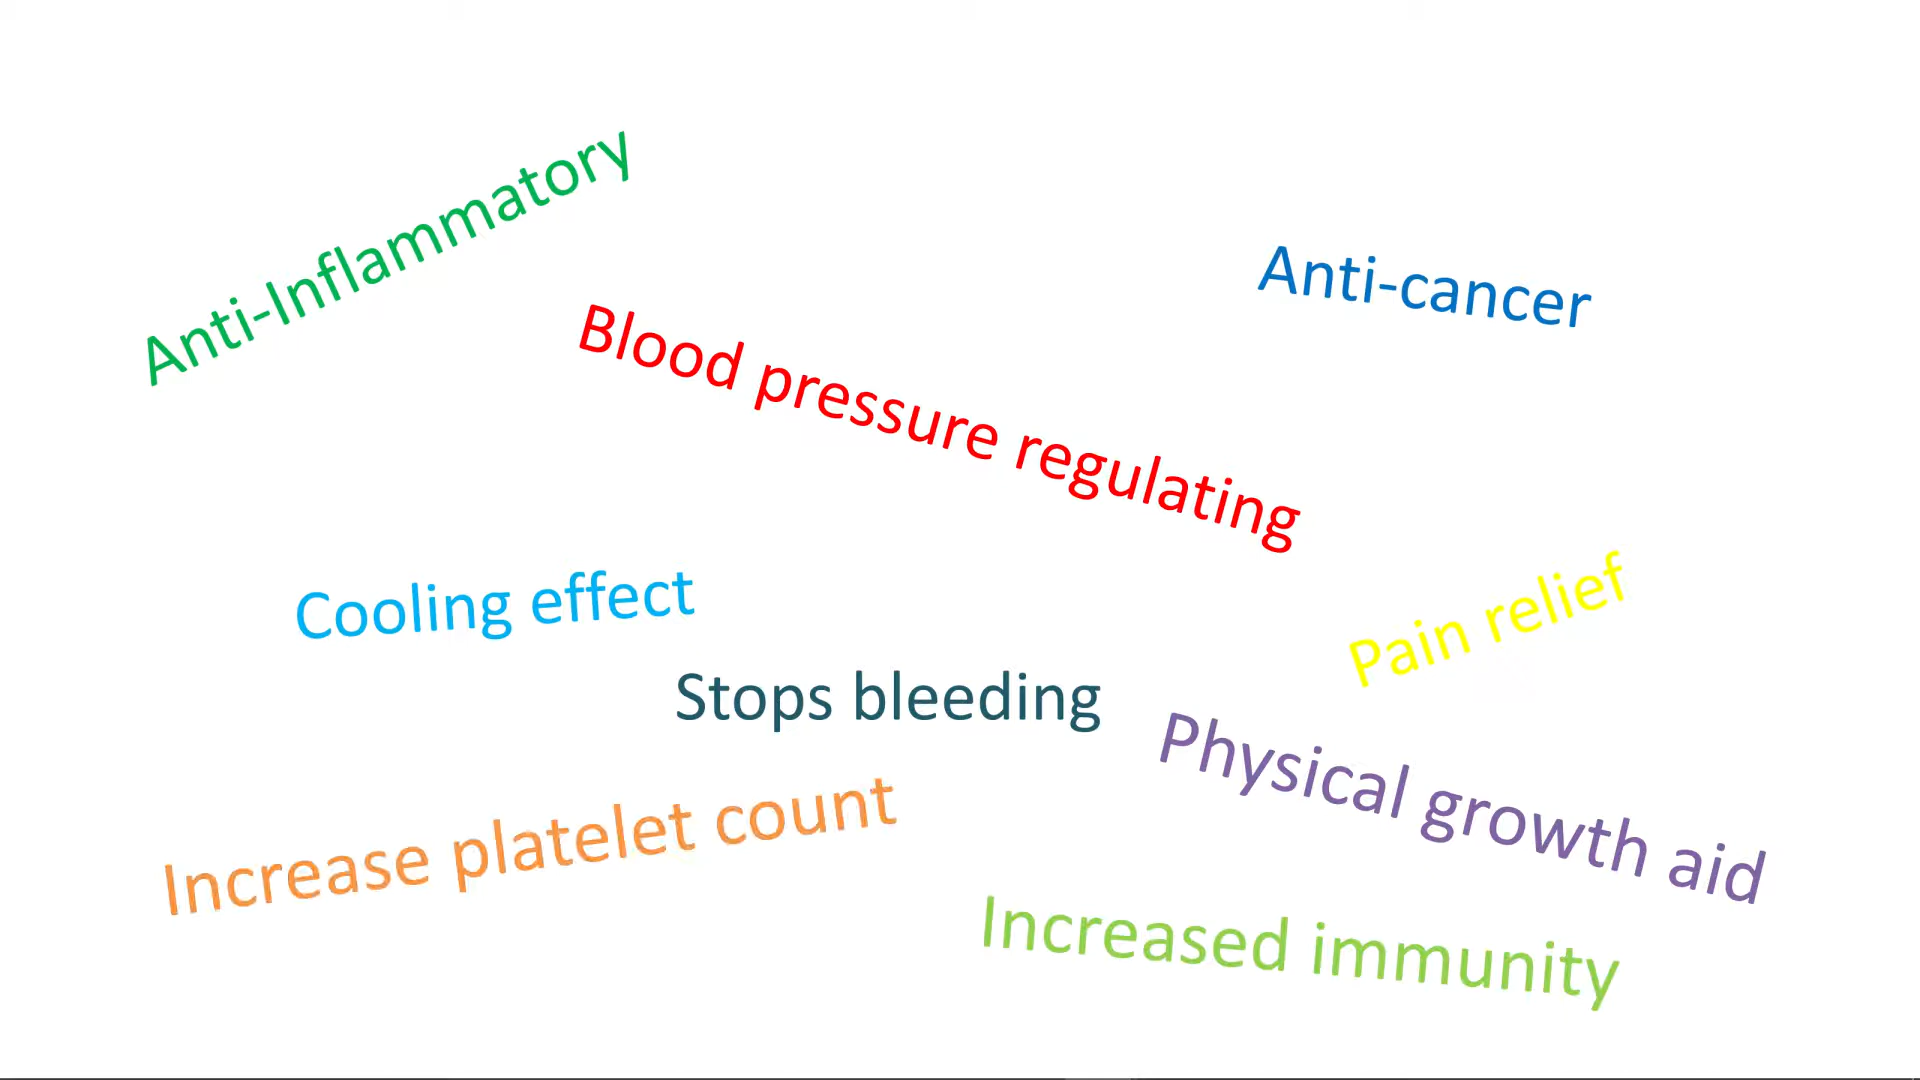 Anti-Inflammatory
Anti-cancer
Blood pressure regulating
Cooling effect
Pain relief
Stops bleeding
Physical growth aid
Increase platelet count
Increased immunity